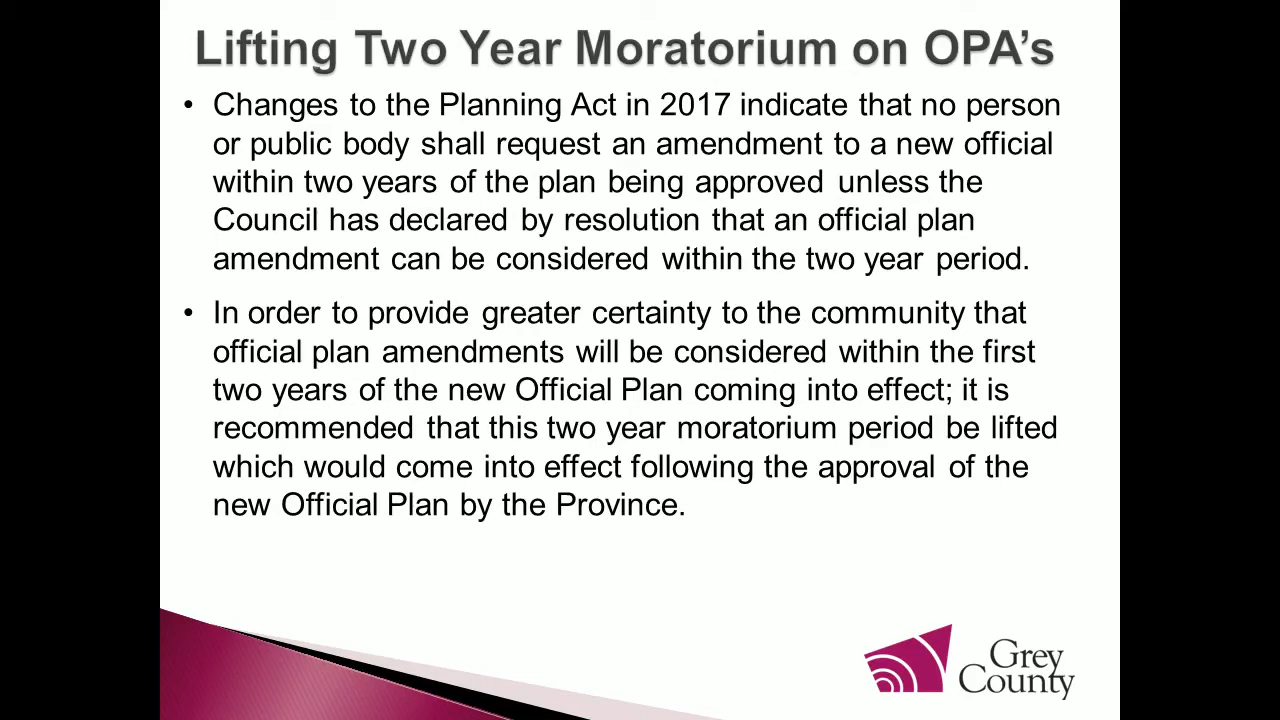 Lifting Two Year Moratorium on OPA's
• Changes to the Planning Act in 2017 indicate that no person
or public body shall request an amendment to a new official
within two years of the plan being approved unless the
Council has declared by resolution that an official plan
amendment can be considered within the two year period.
• In order to provide greater certainty to the community that
official plan amendments will be considered within the first
two years of the new Official Plan coming into effect; it is
recommended that this two year moratorium period be lifted
which would come into effect following the approval of the
new Official Plan by the Province.
Grey
County